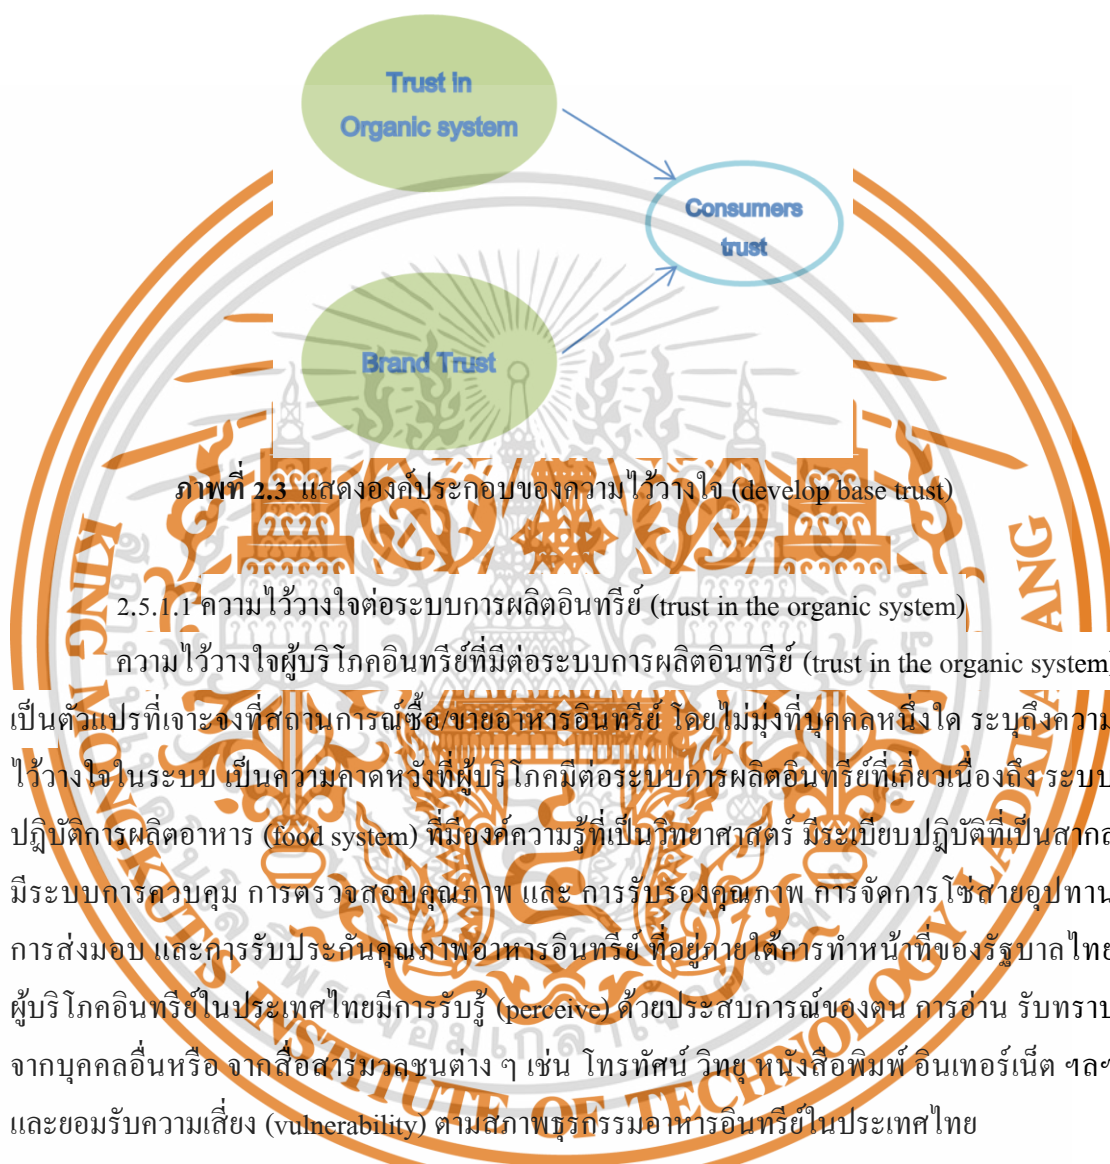 Trust in
Organic system
Consumers
trust
Brand Trust
ภาพที่ 2.3 แสดงองค์ประกอบของความไว้วางใจ (develop base trust)
2.5.1.1 ความไว้วางใจต่อระบบการผลิตอินทรีย์ (trust in the organic system)
ความไว้วางใจผู้บริโภคอินทรีย์ที่มีต่อระบบการผลิตอินทรีย์ (trust in the organic system)
เป็นตัวแปรที่เจาะจงที่สถานการณ์ซื้อ/ขายอาหารอินทรีย์ โดยไม่มุ่งที่บุคคลหนึ่งใด ระบุถึงความ
ไว้วางใจในระบบ เป็นความคาดหวังที่ผู้บริโภคมีต่อระบบการผลิตอินทรีย์ที่เกี่ยวเนื่องถึง ระบบ
ปฎิบัติการผลิตอาหาร (food system) ที่มีองค์ความรู้ที่เป็นวิทยาศาสตร์ มีระเบียบปฎิบัติที่เป็นสากล
มีระบบการควบคุม การตรวจสอบคุณภาพ และ การรับรองคุณภาพ การจัดการโซ่สายอุปทาน
การส่งมอบ และการรับประกันคุณภาพอาหารอินทรีย์ ที่อยู่ภายใต้การทำหน้าที่ของรัฐบาลไทย
ผู้บริโภคอินทรีย์ในประเทศไทยมีการรับรู้ (perceive) ด้วยประสบการณ์ของตน การอ่าน รับทราบ
จากบุคคลอื่นหรือ จากสื่อสารมวลชนต่าง ๆ เช่น โทรทัศน์ วิทยุ หนังสือพิมพ์ อินเทอร์เน็ต ฯลฯ
และยอมรับความเสี่ยง (vulnerability) ตามสภาพธุรกรรมอาหารอินทรีย์ในประเทศไทย
KING MONGKUT'S INSTITUTE OF TECHNOLOGY LADKRABANG